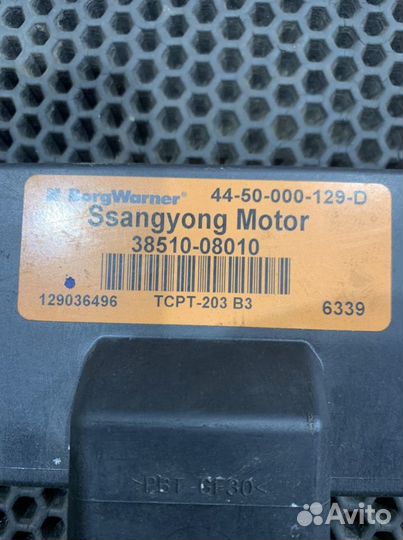 BorgWarner® 44-50-000-129-D
Ssangyong Motor
38510-08010
129036496 TCPT-203 B3 6339
>PBT-GF30<
Avito